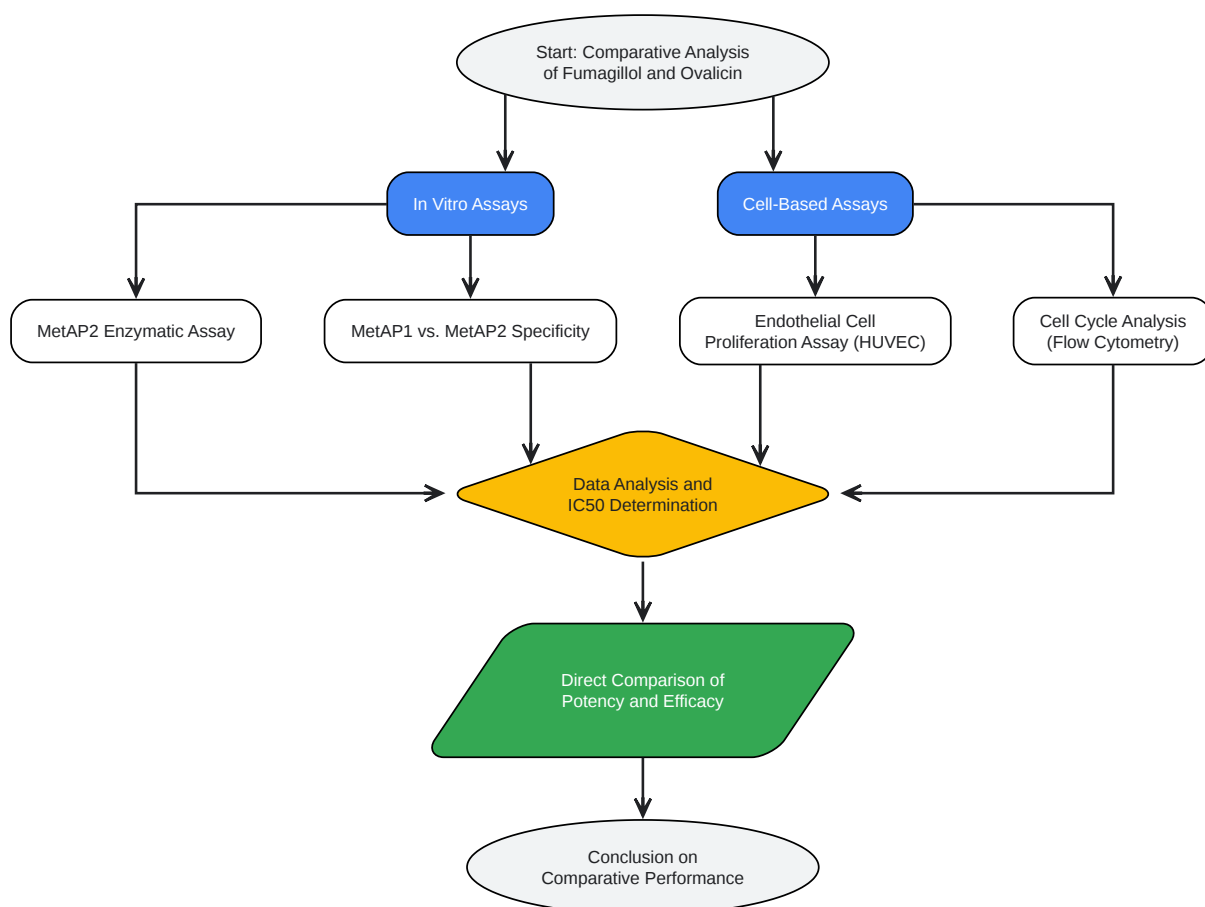 Start: Comparative Analysis
of Fumagillol and Ovalicin
In Vitro Assays
Cell-Based Assays
MetAP2 Enzymatic Assay
MetAP1 vs. MetAP2 Specificity
Endothelial Cell
Proliferation Assay (HUVEC)
Cell Cycle Analysis
(Flow Cytometry)
Data Analysis and
IC50 Determination
Direct Comparison of
Potency and Efficacy
Conclusion on
Comparative Performance